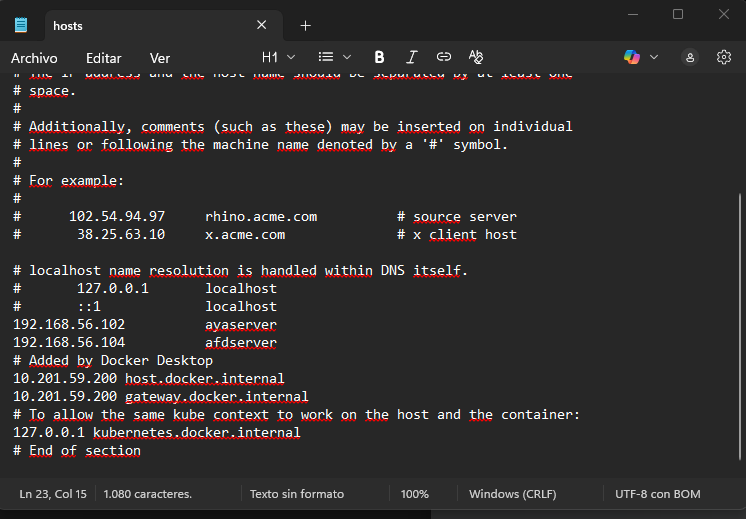 hosts
Archivo Editar Ver H1 B I
# The IP address and the host name should be separated by at least one
# space.
#
# Additionally, comments (such as these) may be inserted on individual
# lines or following the machine name denoted by a '#' symbol.
#
# For example:
#
#      102.54.94.97     rhino.acme.com          # source server
#       38.25.63.10     x.acme.com              # x client host

# localhost name resolution is handled within DNS itself.
#       127.0.0.1       localhost
#       ::1             localhost
192.168.56.102          ayaserver
192.168.56.104          afdserver
# Added by Docker Desktop
10.201.59.200 host.docker.internal
10.201.59.200 gateway.docker.internal
# To allow the same kube context to work on the host and the container:
127.0.0.1 kubernetes.docker.internal
# End of section
Ln 23, Col 15 1.080 caracteres. Texto sin formato 100% Windows (CRLF) UTF-8 con BOM